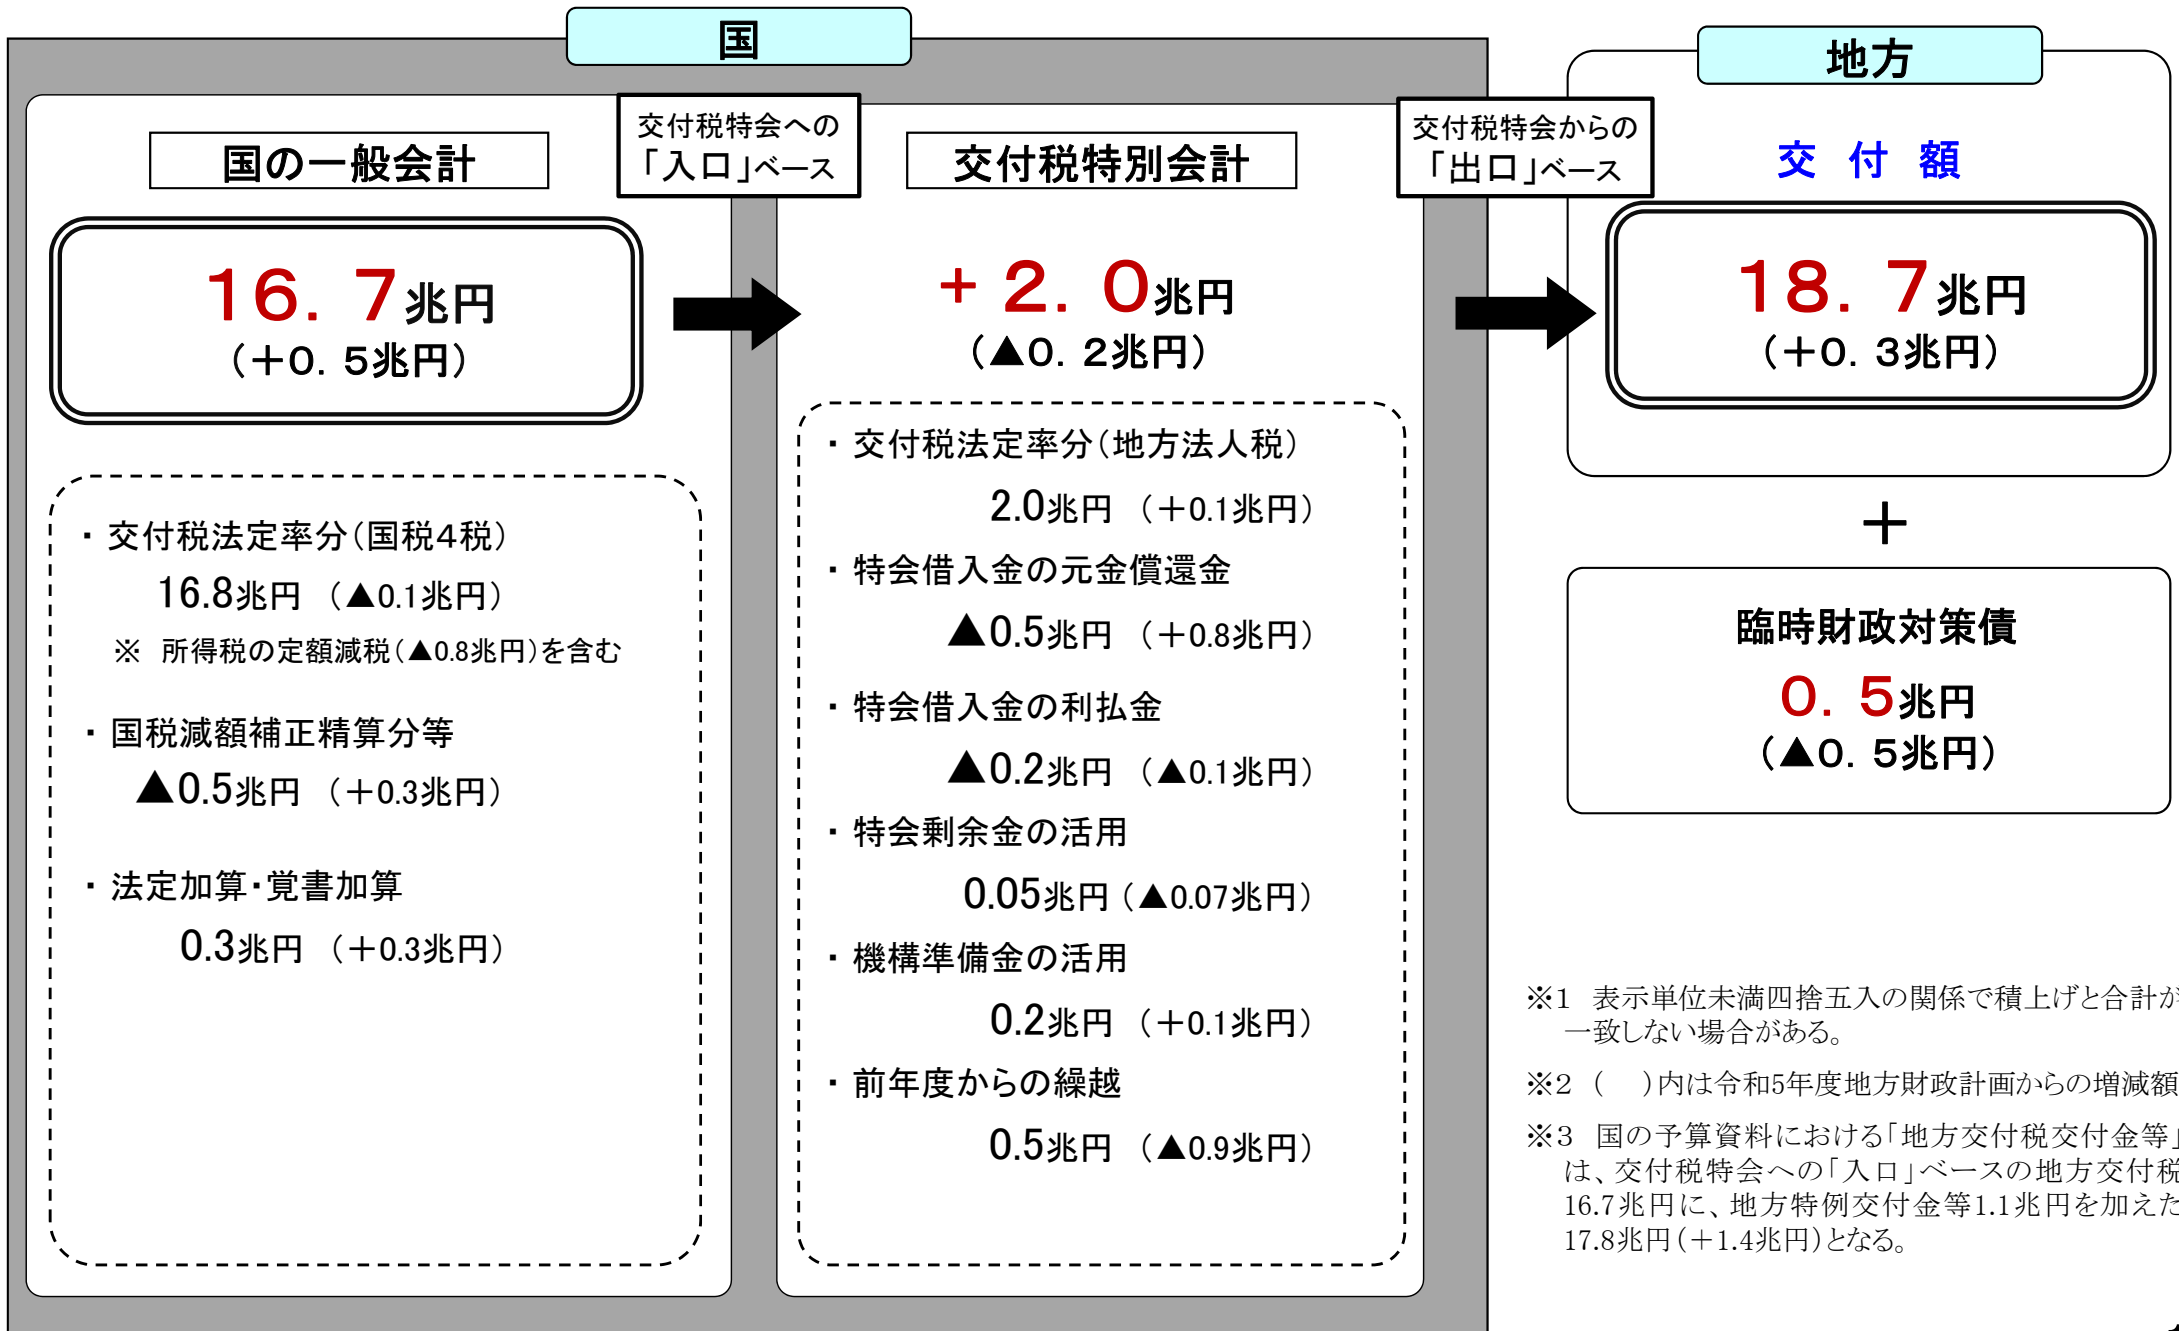 国
国の一般会計
交付税特会への
「入口」ベース
16.7兆円
(+0.5兆円)
・交付税法定率分(国税4税)
16.8兆円 (▲0.1兆円)
※ 所得税の定額減税(▲0.8兆円)を含む
・国税減額補正精算分等
▲0.5兆円 (+0.3兆円)
・法定加算・覚書加算
0.3兆円 (+0.3兆円)
交付税特別会計
+2.0兆円
(▲0.2兆円)
・交付税法定率分(地方法人税)
2.0兆円 (+0.1兆円)
・特会借入金の元金償還金
▲0.5兆円 (+0.8兆円)
・特会借入金の利払金
▲0.2兆円 (▲0.1兆円)
・特会剰余金の活用
0.05兆円(▲0.07兆円)
・機構準備金の活用
0.2兆円 (+0.1兆円)
・前年度からの繰越
0.5兆円 (▲0.9兆円)
交付税特会からの
「出口」ベース
地方
交付額
18.7兆円
(+0.3兆円)
+
臨時財政対策債
0.5兆円
(▲0.5兆円)
※1 表示単位未満四捨五入の関係で積上げと合計が
一致しない場合がある。
※2 ( )内は令和5年度地方財政計画からの増減額
※3 国の予算資料における「地方交付税交付金等」
は、交付税特会への「入口」ベースの地方交付税
16.7兆円に、地方特例交付金等1.1兆円を加えた
17.8兆円(+1.4兆円)となる。